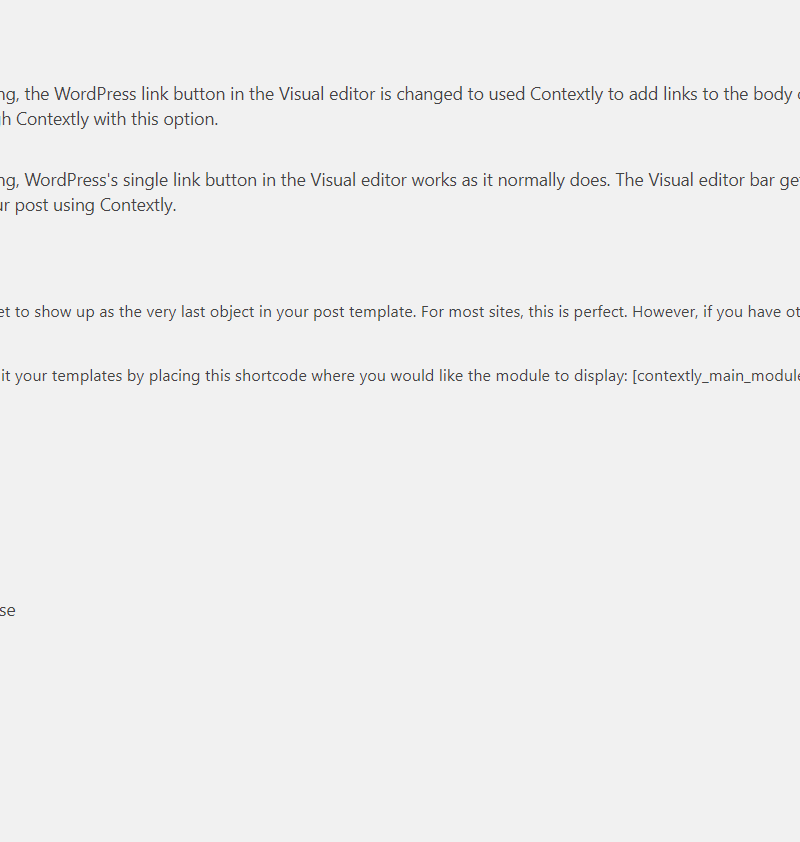 ng, the WordPress link button in the Visual editor is changed to used Contextly to add links to the body
h Contextly with this option.
ng, WordPress's single link button in the Visual editor works as it normally does. The Visual editor bar ge
ur post using Contextly.
et to show up as the very last object in your post template. For most sites, this is perfect. However, if you have ot
it your templates by placing this shortcode where you would like the module to display: [contextly_main_module
se